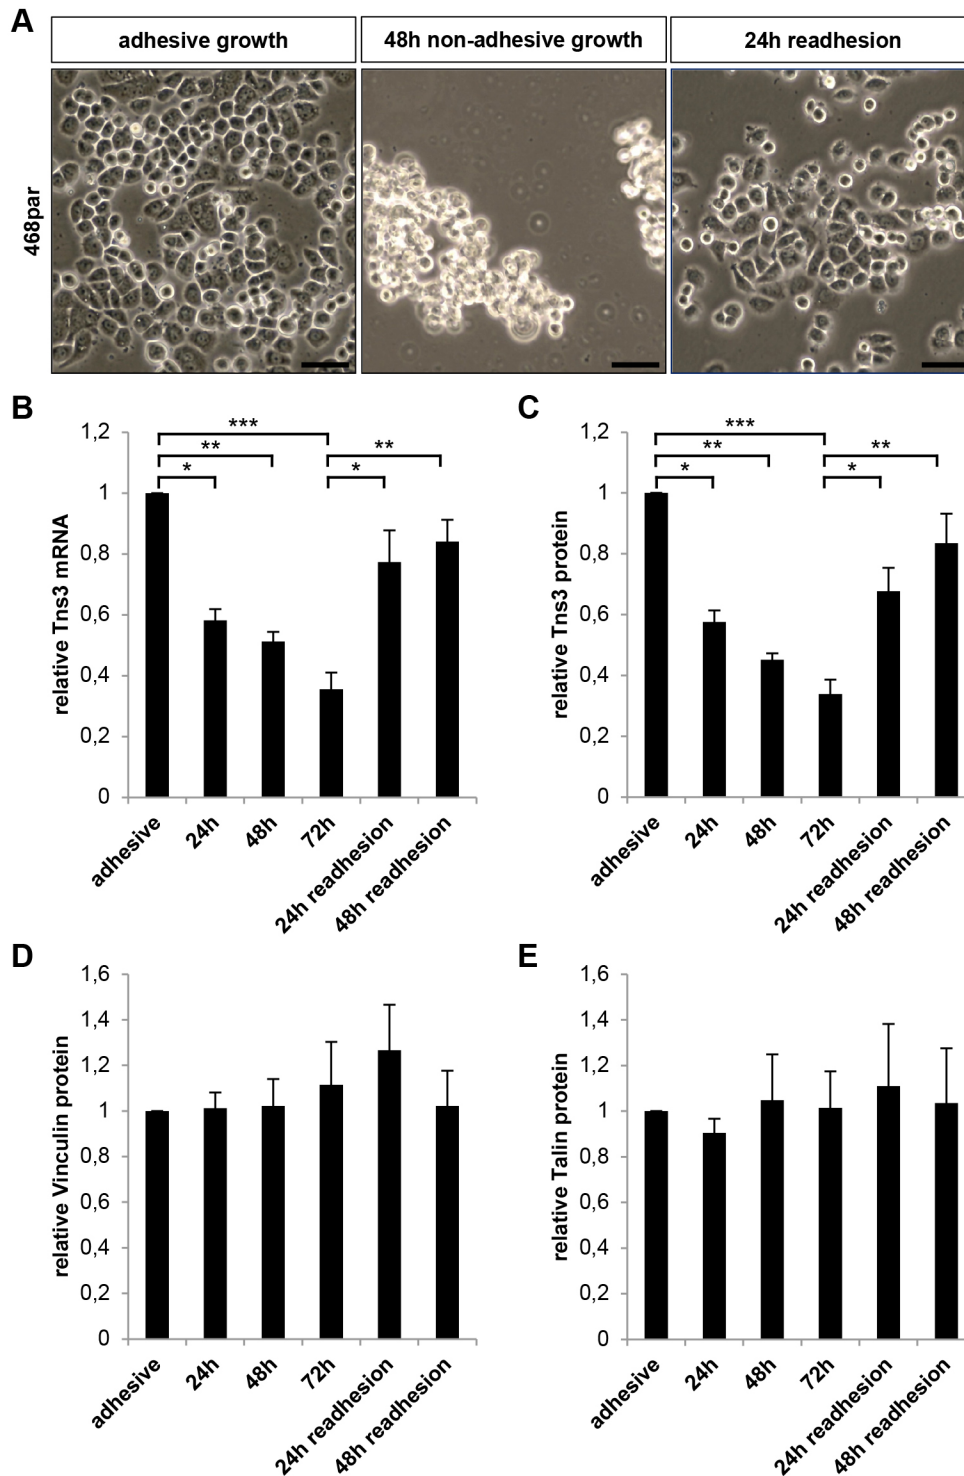 A
adhesive growth
48h non-adhesive growth
24h readhesion
468par
B
relative Tns3 mRNA
1,2
1
0,8
0,6
0,4
0,2
0
***
**
**
*
*
adhesive
24h
48h
72h
24h readhesion
48h readhesion
C
relative Tns3 protein
1,2
1
0,8
0,6
0,4
0,2
0
***
**
**
*
*
adhesive
24h
48h
72h
24h readhesion
48h readhesion
D
relative Vinculin protein
1,6
1,4
1,2
1
0,8
0,6
0,4
0,2
0
adhesive
24h
48h
72h
24h readhesion
48h readhesion
E
relative Talin protein
1,6
1,4
1,2
1
0,8
0,6
0,4
0,2
0
adhesive
24h
48h
72h
24h readhesion
48h readhesion